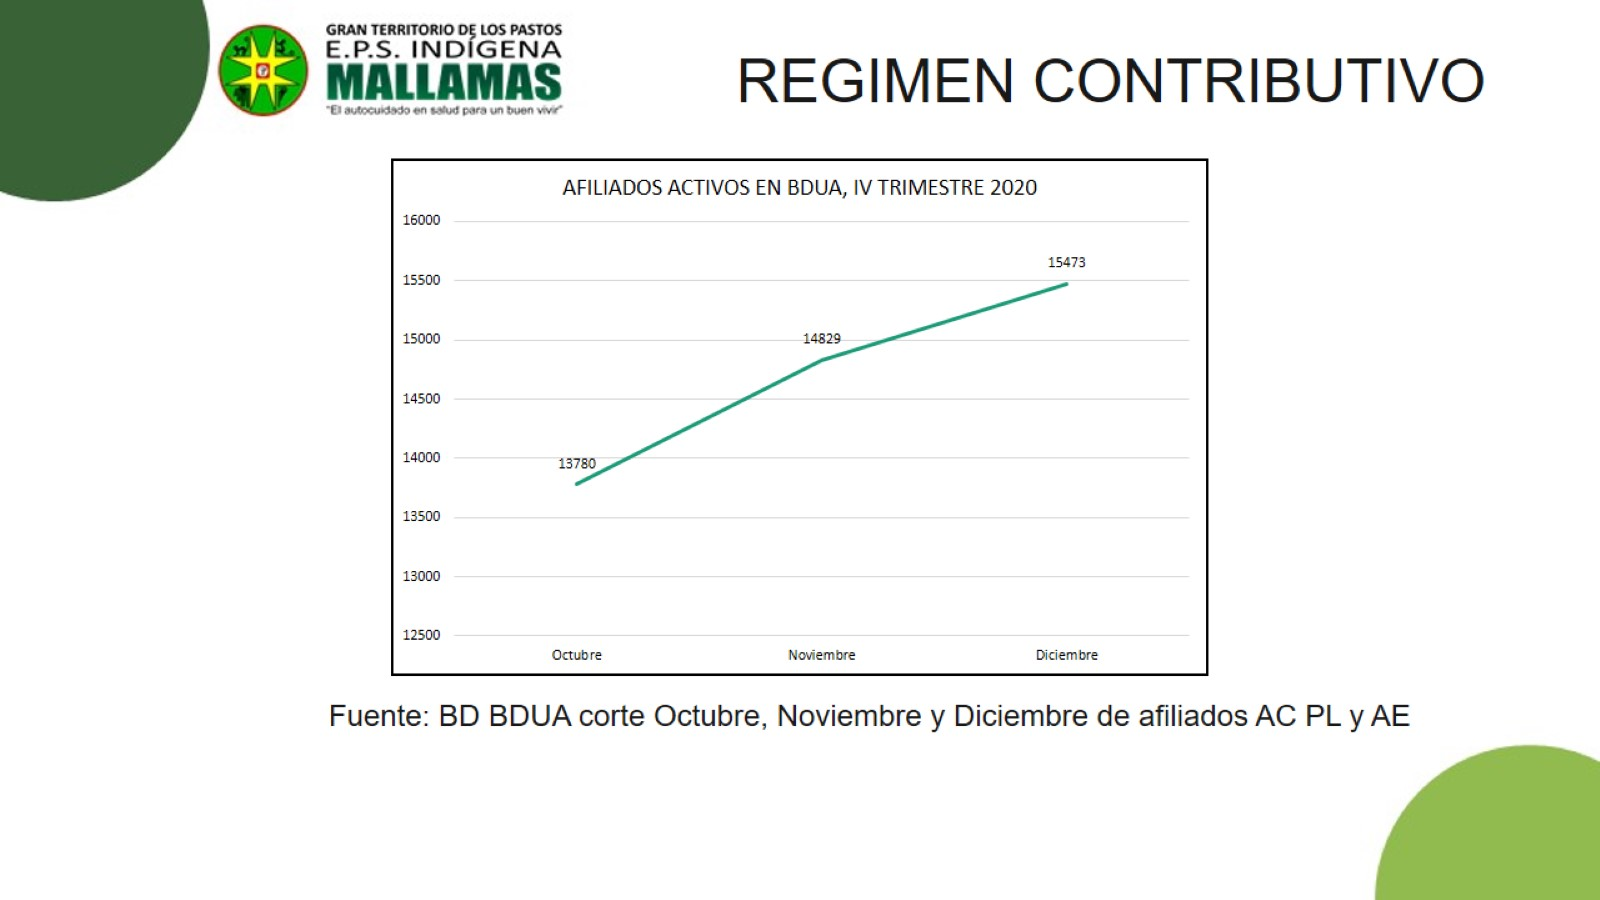 GRAN TERRITORIO DE LOS PASTOS
E.P.S. INDÍGENA
MALLAMAS
"El autocuidado en salud para un buen vivir"
REGIMEN CONTRIBUTIVO
AFILIADOS ACTIVOS EN BDUA, IV TRIMESTRE 2020
16000
15500
15000
14500
14000
13500
13000
12500
13780
14829
15473
Octubre
Noviembre
Diciembre
Fuente: BD BDUA corte Octubre, Noviembre y Diciembre de afiliados AC PL y AE